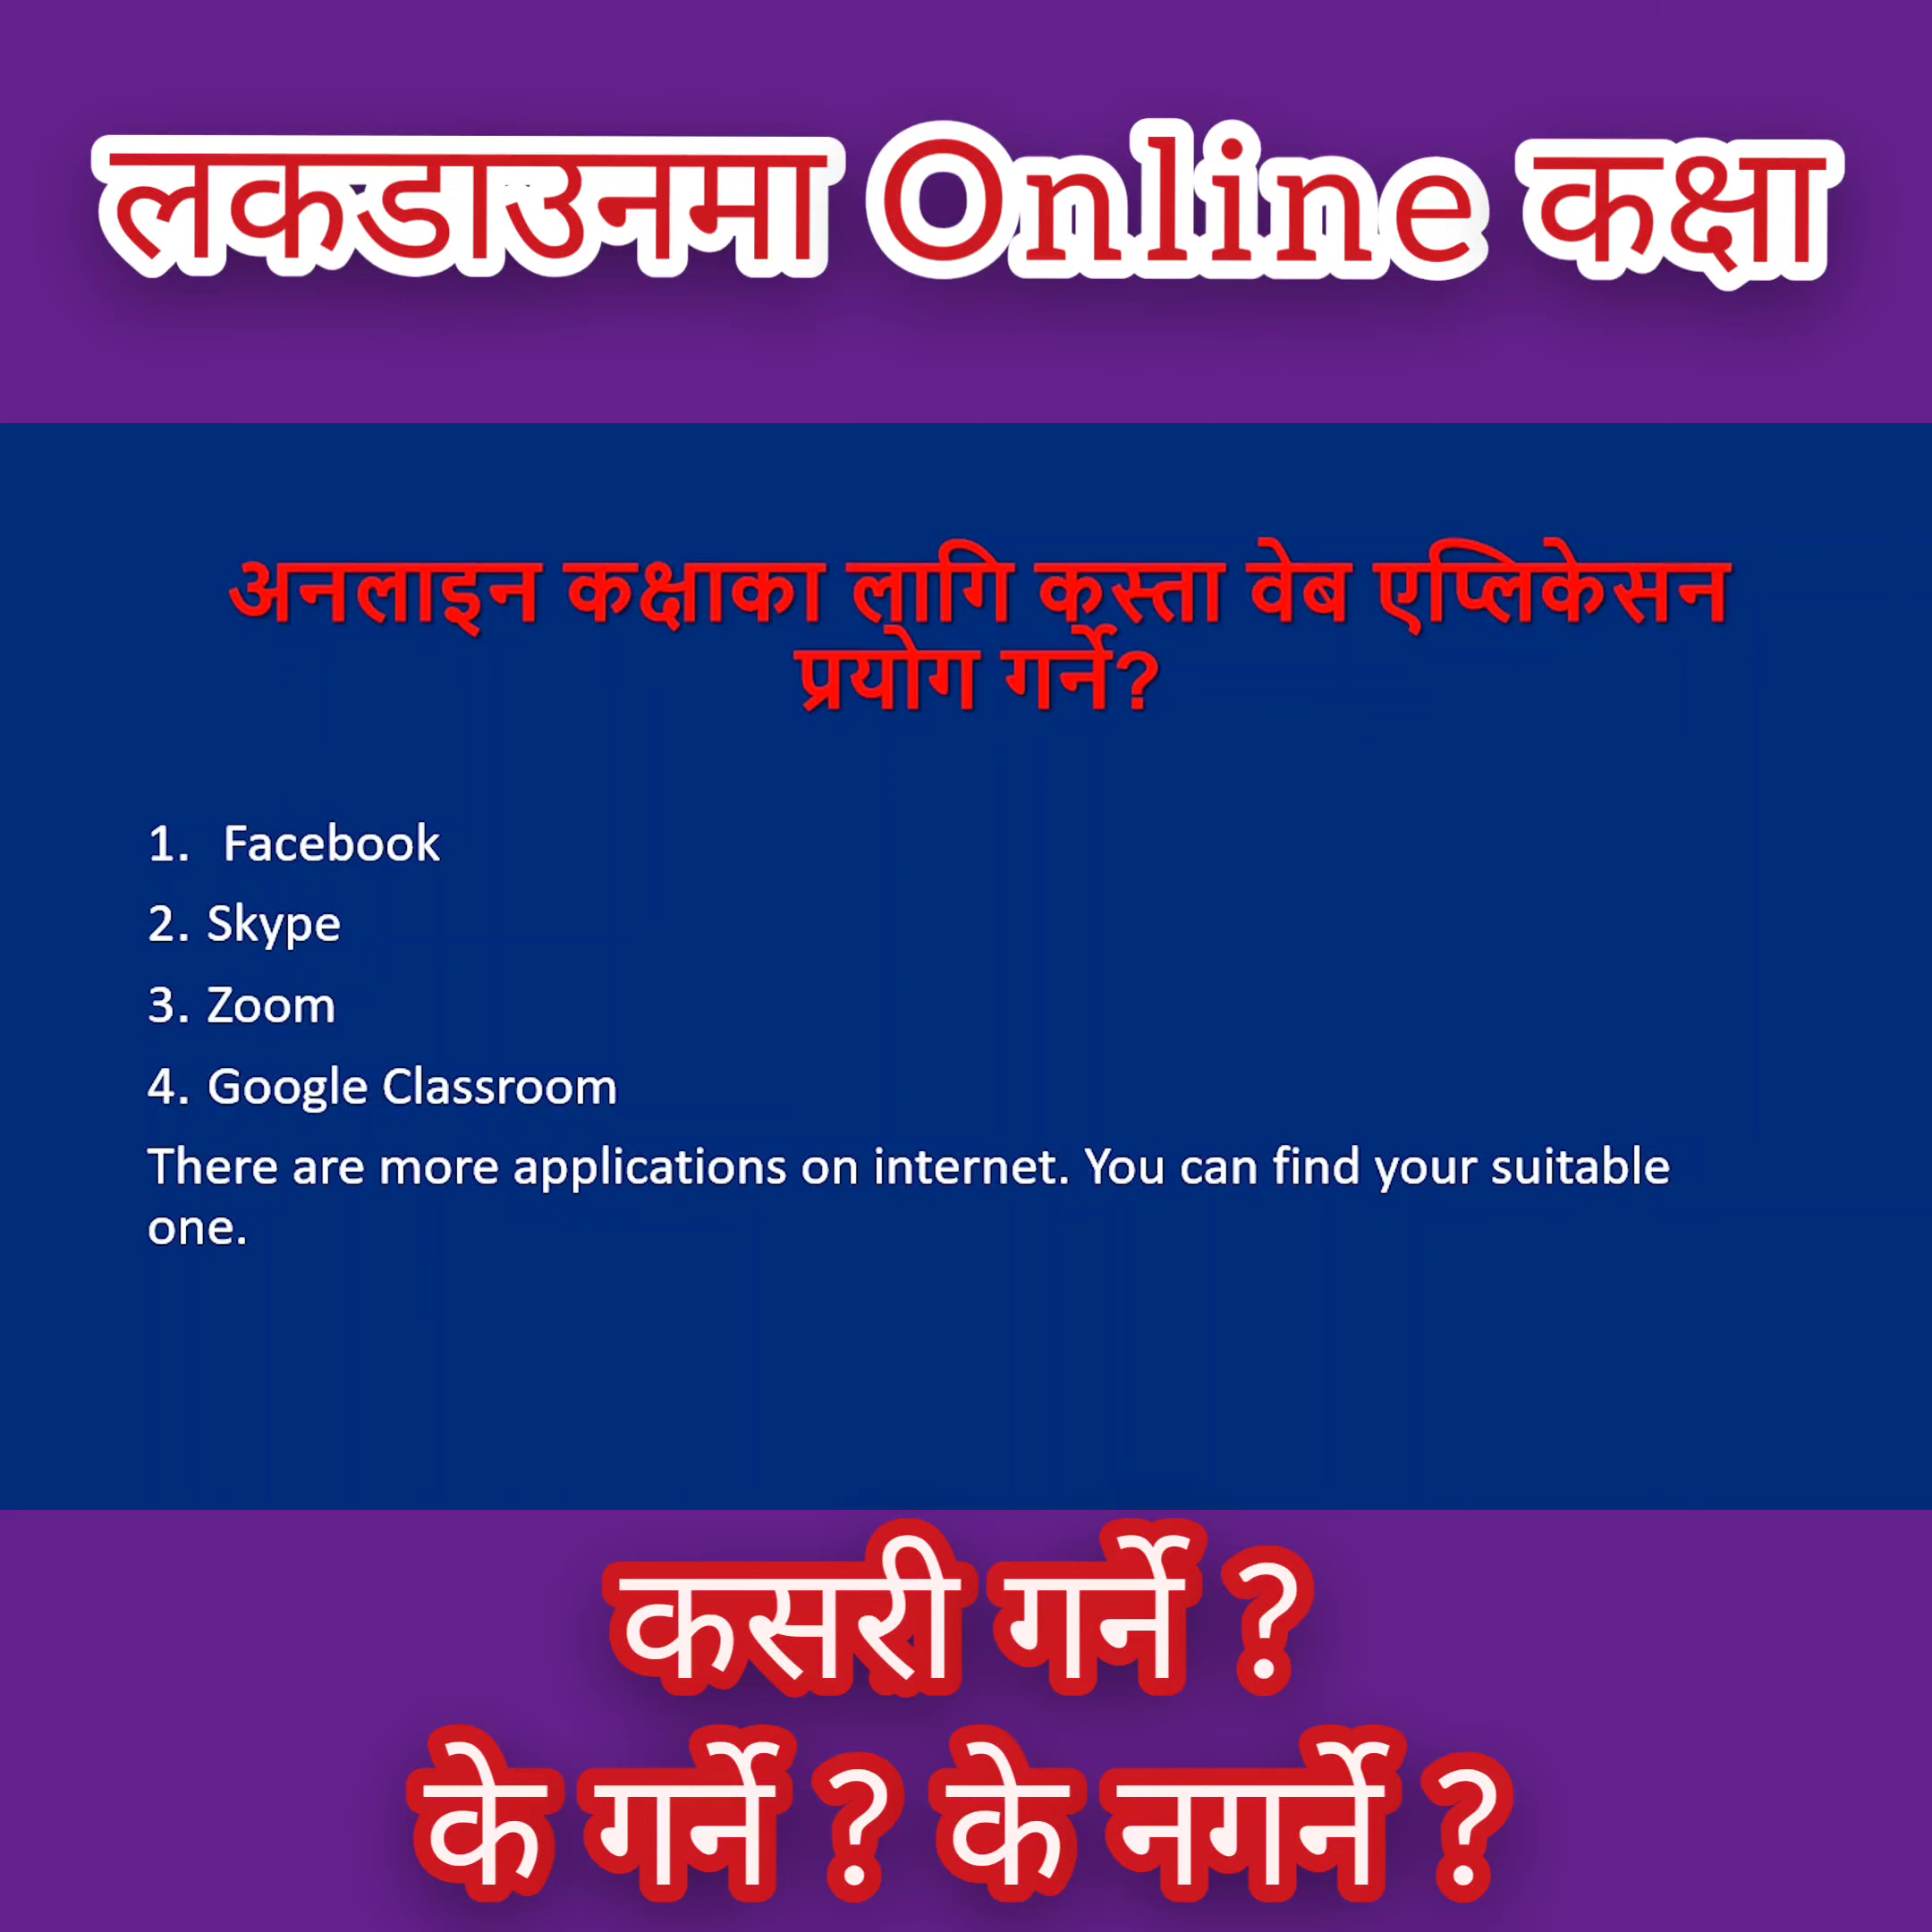 लकडाउनमा Online कक्षा
अनलाइन कक्षाका लागि कस्ता वेब एप्लिकेसन
प्रयोग गर्ने?
1. Facebook
2. Skype
3. Zoom
4. Google Classroom
There are more applications on internet. You can find your suitable
one.
कसरी गर्ने ?
के गर्ने ? के नगर्ने ?